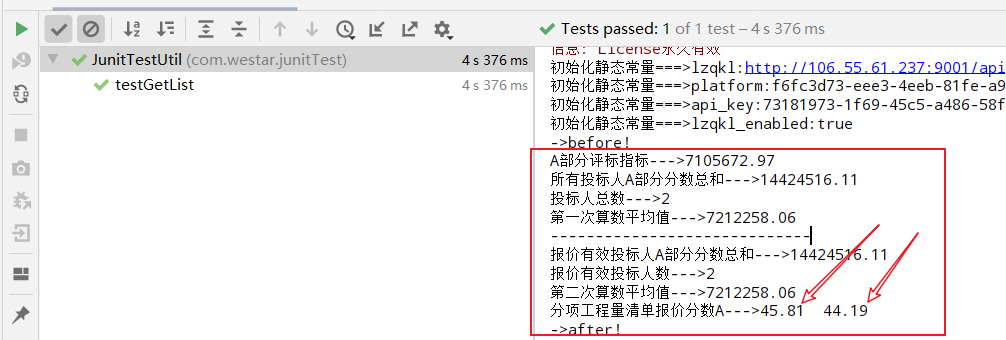 Tests passed: 1 of 1 test – 4 s 376 ms
JunitTestUtil (com.westar.junitTest) 4 s 376 ms
testGetList 4 s 376 ms
信息: License永久有效
初始化静态常量===>lzqkl:http://106.55.61.237:9001/api
初始化静态常量===>platform:f6fc3d73-eee3-4eeb-81fe-a9
初始化静态常量===>api_key:73181973-1f69-45c5-a486-58f
初始化静态常量===>lzqkl_enabled:true
->before!
A部分评标指标--->7105672.97
所有投标人A部分分数总和--->14424516.11
投标人总数--->2
第一次算数平均值--->7212258.06
-----------------------------
报价有效投标人A部分分数总和--->14424516.11
报价有效投标人数--->2
第二次算数平均值--->7212258.06
分项工程量清单报价分数A--->45.81  44.19
->after!